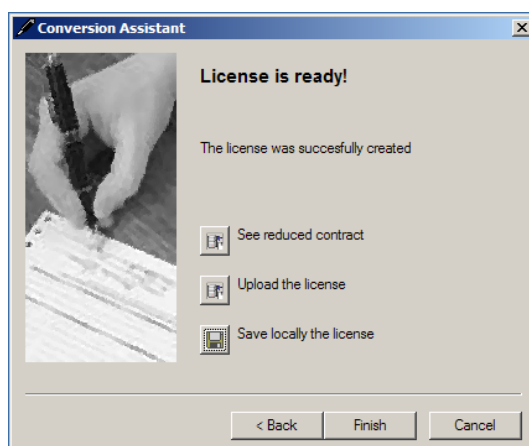 Conversion Assistant
License is ready!
The license was succesfully created
See reduced contract
Upload the license
Save locally the license
< Back
Finish
Cancel